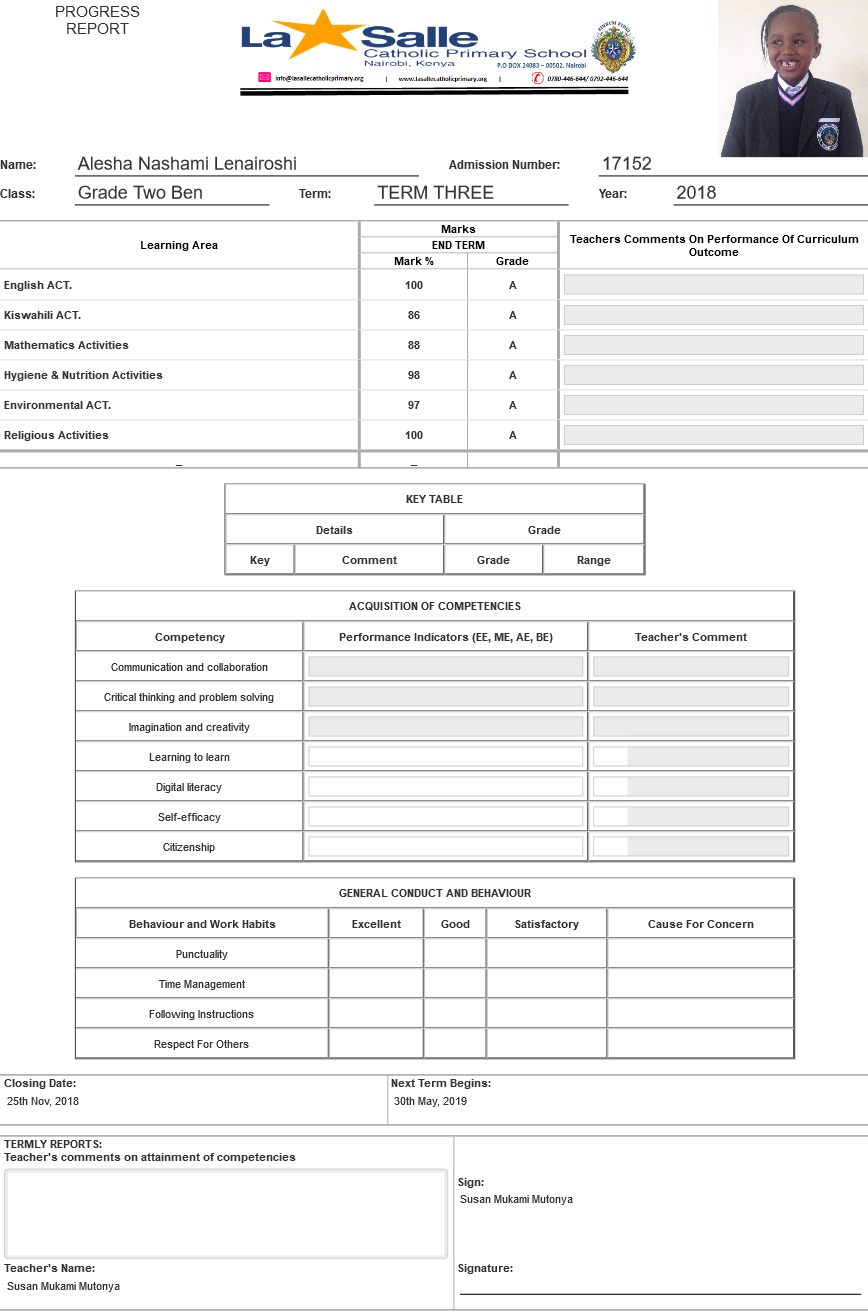 PROGRESS
REPORT
La Salle
Catholic Primary School
Nairobi, Kenya
P.O BOX 24083 – 00502, Nairobi
info@lasallecatholicprimary.org | www.lasallecatholicprimary.org | 0780-446-644/ 0792-446-644
Name: Alesha Nashami Lenairoshi Admission Number: 17152
Class: Grade Two Ben Term: TERM THREE Year: 2018
Learning Area Marks Teachers Comments On Performance Of Curriculum Outcome
END TERM
Mark % Grade
English ACT. 100 A
Kiswahili ACT. 86 A
Mathematics Activities 88 A
Hygiene & Nutrition Activities 98 A
Environmental ACT. 97 A
Religious Activities 100 A
_ _
KEY TABLE
Details Grade
Key Comment Grade Range
ACQUISITION OF COMPETENCIES
Competency Performance Indicators (EE, ME, AE, BE) Teacher's Comment
Communication and collaboration
Critical thinking and problem solving
Imagination and creativity
Learning to learn
Digital literacy
Self-efficacy
Citizenship
GENERAL CONDUCT AND BEHAVIOUR
Behaviour and Work Habits Excellent Good Satisfactory Cause For Concern
Punctuality
Time Management
Following Instructions
Respect For Others
Closing Date: Next Term Begins:
25th Nov, 2018 30th May, 2019
TERMLY REPORTS:
Teacher's comments on attainment of competencies
Sign:
Susan Mukami Mutonya
Teacher's Name: Signature:
Susan Mukami Mutonya